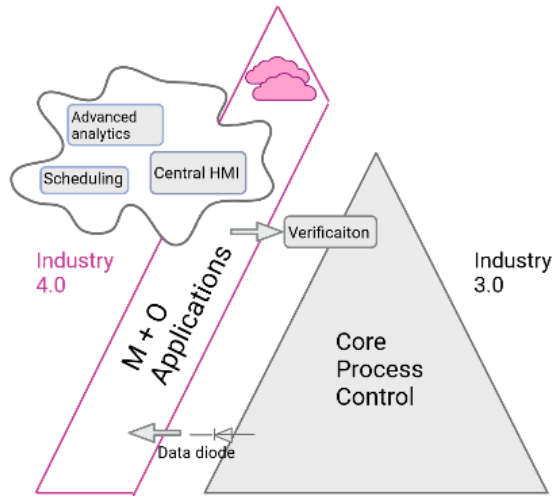 Advanced
analytics
Scheduling
Central HMI
Verificaiton
Industry
4.0
Industry
3.0
M + O
Applications
Core
Process
Control
Data diode